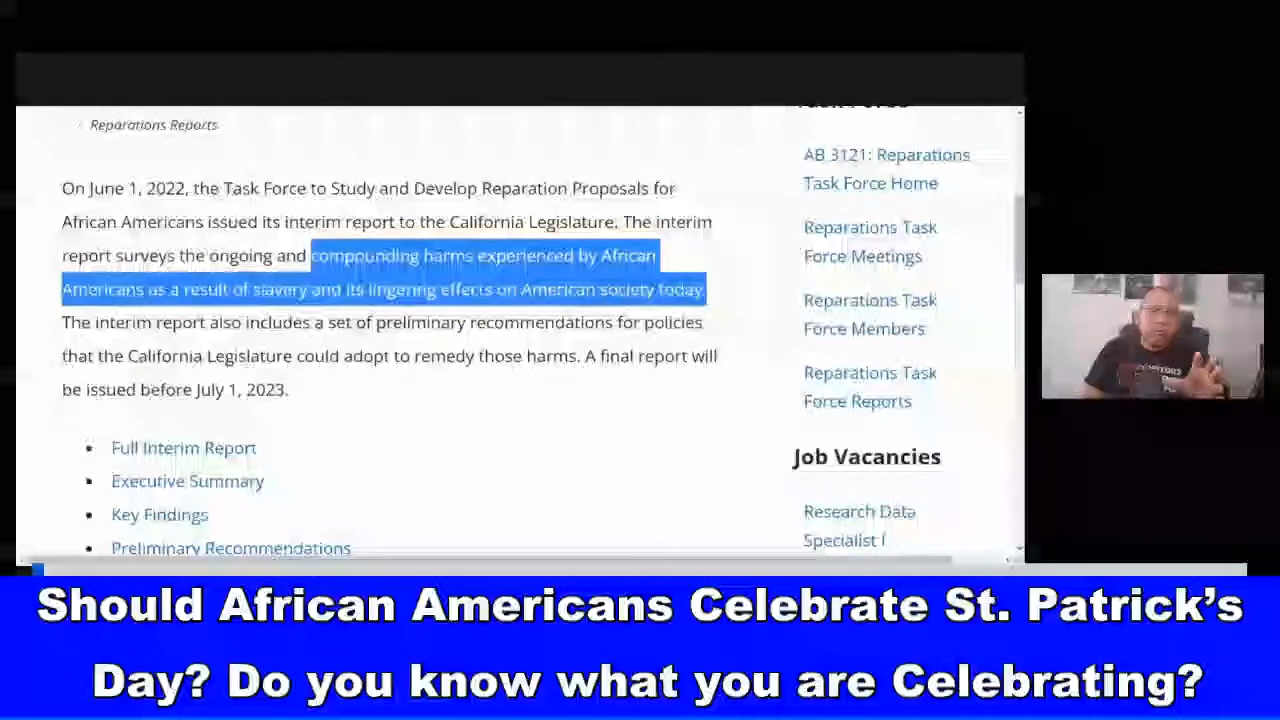 Reparations Reports
On June 1, 2022, the Task Force to Study and Develop Reparation Proposals for
African Americans issued its interim report to the California Legislature. The interim
report surveys the ongoing and compounding harms experienced by African
Americans as a result of slavery and its lingering effects on American society today.
The interim report also includes a set of preliminary recommendations for policies
that the California Legislature could adopt to remedy those harms. A final report will
be issued before July 1, 2023.
Full Interim Report
Executive Summary
Key Findings
Preliminary Recommendations
Task Force
AB 3121: Reparations
Task Force Home
Reparations Task
Force Meetings
Reparations Task
Force Members
Reparations Task
Force Reports
Job Vacancies
Research Data
Specialist I
Should African Americans Celebrate St. Patrick’s
Day? Do you know what you are Celebrating?